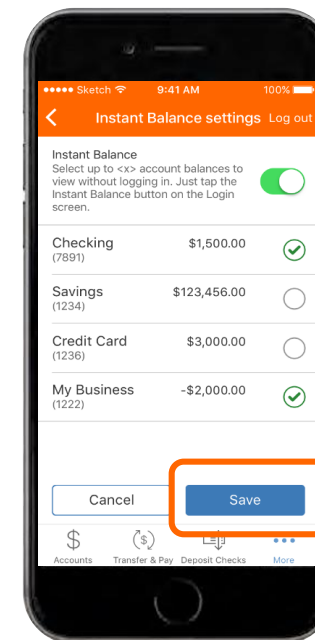 Sketch 9:41 AM 100%
Instant Balance settings Log out
Instant Balance
Select up to <x> account balances to
view without logging in. Just tap the
Instant Balance button on the Login
screen.
Checking $1,500.00
(7891)
Savings $123,456.00
(1234)
Credit Card $3,000.00
(1236)
My Business -$2,000.00
(1222)
Cancel Save
Accounts Transfer & Pay Deposit Checks More